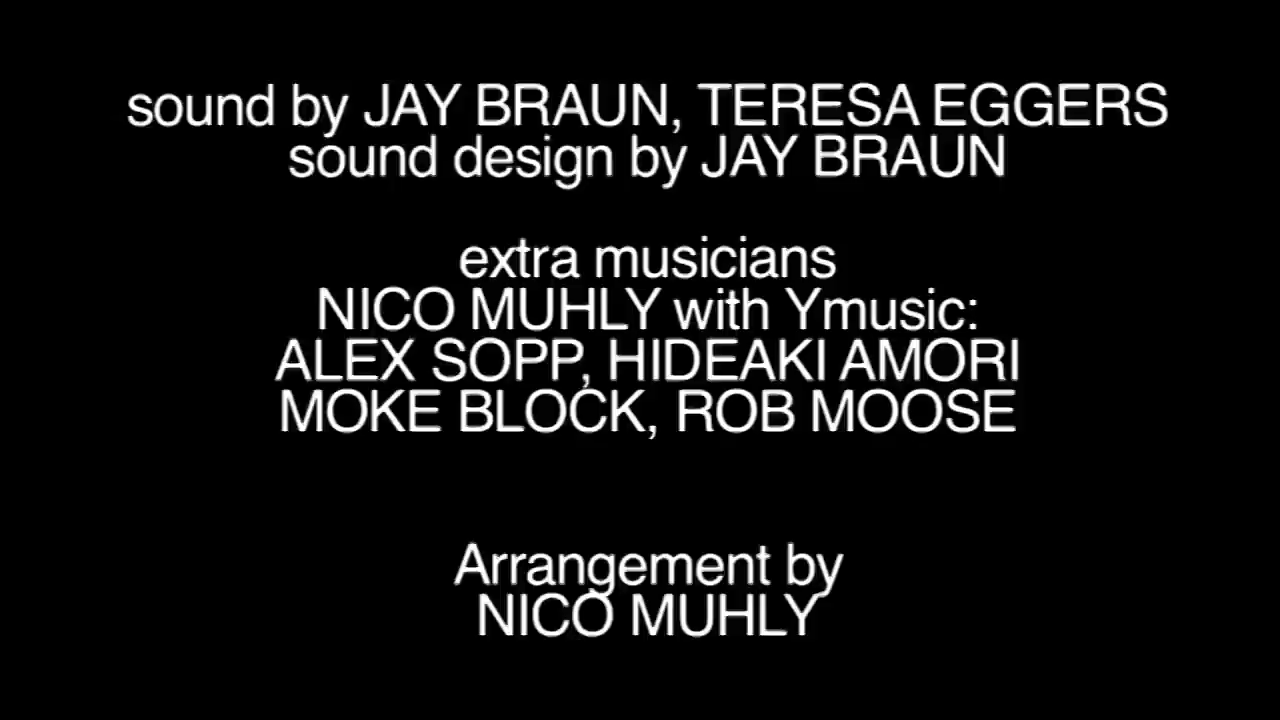 sound by JAY BRAUN, TERESA EGGERS
sound design by JAY BRAUN
extra musicians
NICO MUHLY with Ymusic:
ALEX SOPP, HIDEAKI AMORI
MOKE BLOCK, ROB MOOSE
Arrangement by
NICO MUHLY